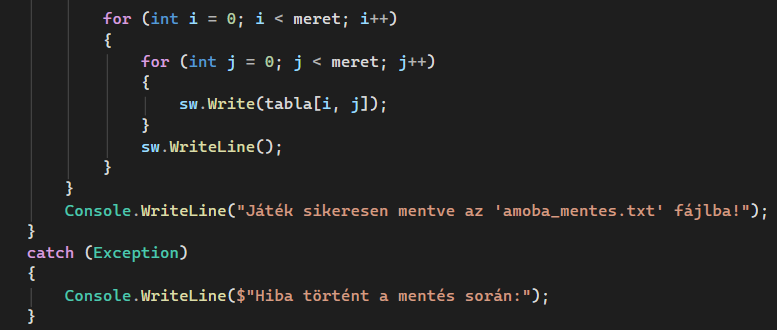 for (int i = 0; i < meret; i++)
{
for (int j = 0; j < meret; j++)
{
sw.Write(tabla[i, j]);
}
sw.WriteLine();
}
}
Console.WriteLine("Játék sikeresen mentve az 'amoba_mentes.txt' fájlba!");
}
catch (Exception)
{
Console.WriteLine($"Hiba történt a mentés során:");
}